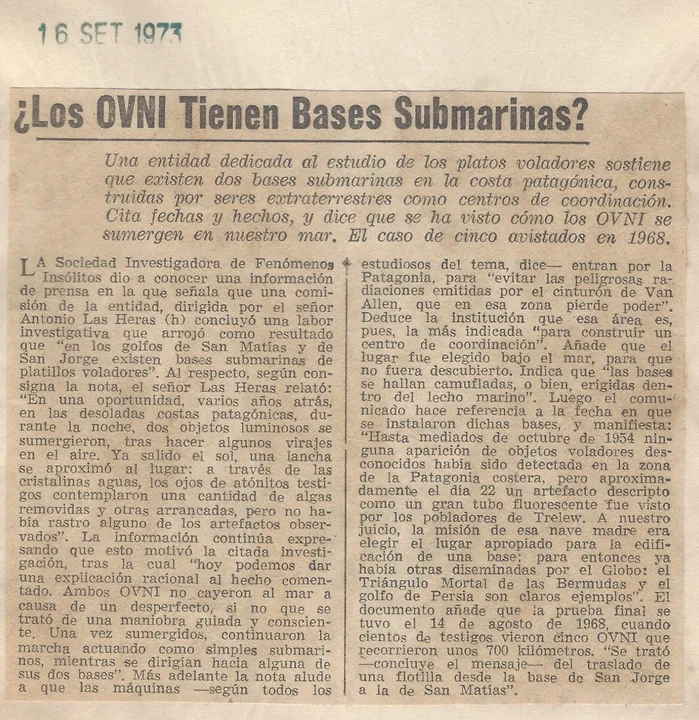 16 SET 1973
¿Los OVNI Tienen Bases Submarinas?
Una entidad dedicada al estudio de los platos voladores sostiene
que existen dos bases submarinas en la costa patagónica, cons-
truidas por seres extraterrestres como centros de coordinación.
Cita fechas y hechos, y dice que se ha visto cómo los OVNI se
sumergen en nuestro mar. El caso de cinco avistados en 1968.
LA Sociedad Investigadora de Fenómenos
Insólitos dio a conocer una información
de prensa en la que señala que una comi-
sión de la entidad, dirigida por el señor
Antonio Las Heras (h) concluyó una labor
investigativa que arrojó como resultado
que "en los golfos de San Matías y de
San Jorge existen bases submarinas de
platillos voladores". Al respecto, según con-
signa la nota, el señor Las Heras relató:
"En una oportunidad, varios años atrás,
en las desoladas costas patagónicas, du-
rante la noche, dos objetos luminosos se
sumergieron, tras hacer algunos virajes
en el aire. Ya salido el sol, una lancha
se aproximó al lugar: a través de las
cristalinas aguas, los ojos de atónitos testi-
gos contemplaron una cantidad de algas
removidas y otras arrancadas, pero no ha-
bía rastro alguno de los artefactos obser-
vados". La información continúa expre-
sando que esto motivó la citada investi-
gación, tras la cual "hoy podemos dar
una explicación racional al hecho comen-
tado. Ambos OVNI no cayeron al mar a
causa de un desperfecto, si no que se
trató de una maniobra guiada y conscien-
te. Una vez sumergidos, continuaron la
marcha actuando como simples submari-
nos, mientras se dirigían hacia alguna de
sus dos bases". Más adelante la nota alude
a que las máquinas —según todos los
estudiosos del tema, dice— entran por la
Patagonia, para "evitar las peligrosas ra-
diaciones emitidas por el cinturón de Van
Allen, que en esa zona pierde poder".
Deduce la institución que esa área es,
pues, la más indicada "para construir un
centro de coordinación". Añade que el
lugar fue elegido bajo el mar, para que
no fuera descubierto. Indica que "las bases
se hallan camufladas, o bien, erigidas den-
tro del lecho marino". Luego el comu-
nicado hace referencia a la fecha en que
se instalaron dichas bases, y manifiesta:
"Hasta mediados de octubre de 1954 nin-
guna aparición de objetos voladores des-
conocidos había sido detectada en la zona
de la Patagonia costera, pero aproxima-
damente el día 22 un artefacto descripto
como un gran tubo fluorescente fue visto
por los pobladores de Trelew. A nuestro
juicio, la misión de esa nave madre era
elegir el lugar apropiado para la edifi-
cación de una base; para entonces ya
había otras diseminadas por el Globo: el
Triángulo Mortal de las Bermudas y el
golfo de Persia son claros ejemplos". El
documento añade que la prueba final se
tuvo el 14 de agosto de 1968, cuando
cientos de testigos vieron cinco OVNI que
recorrieron unos 700 kilómetros. "Se trató
—concluye el mensaje— del traslado de
una flotilla desde la base de San Jorge
a la de San Matías".